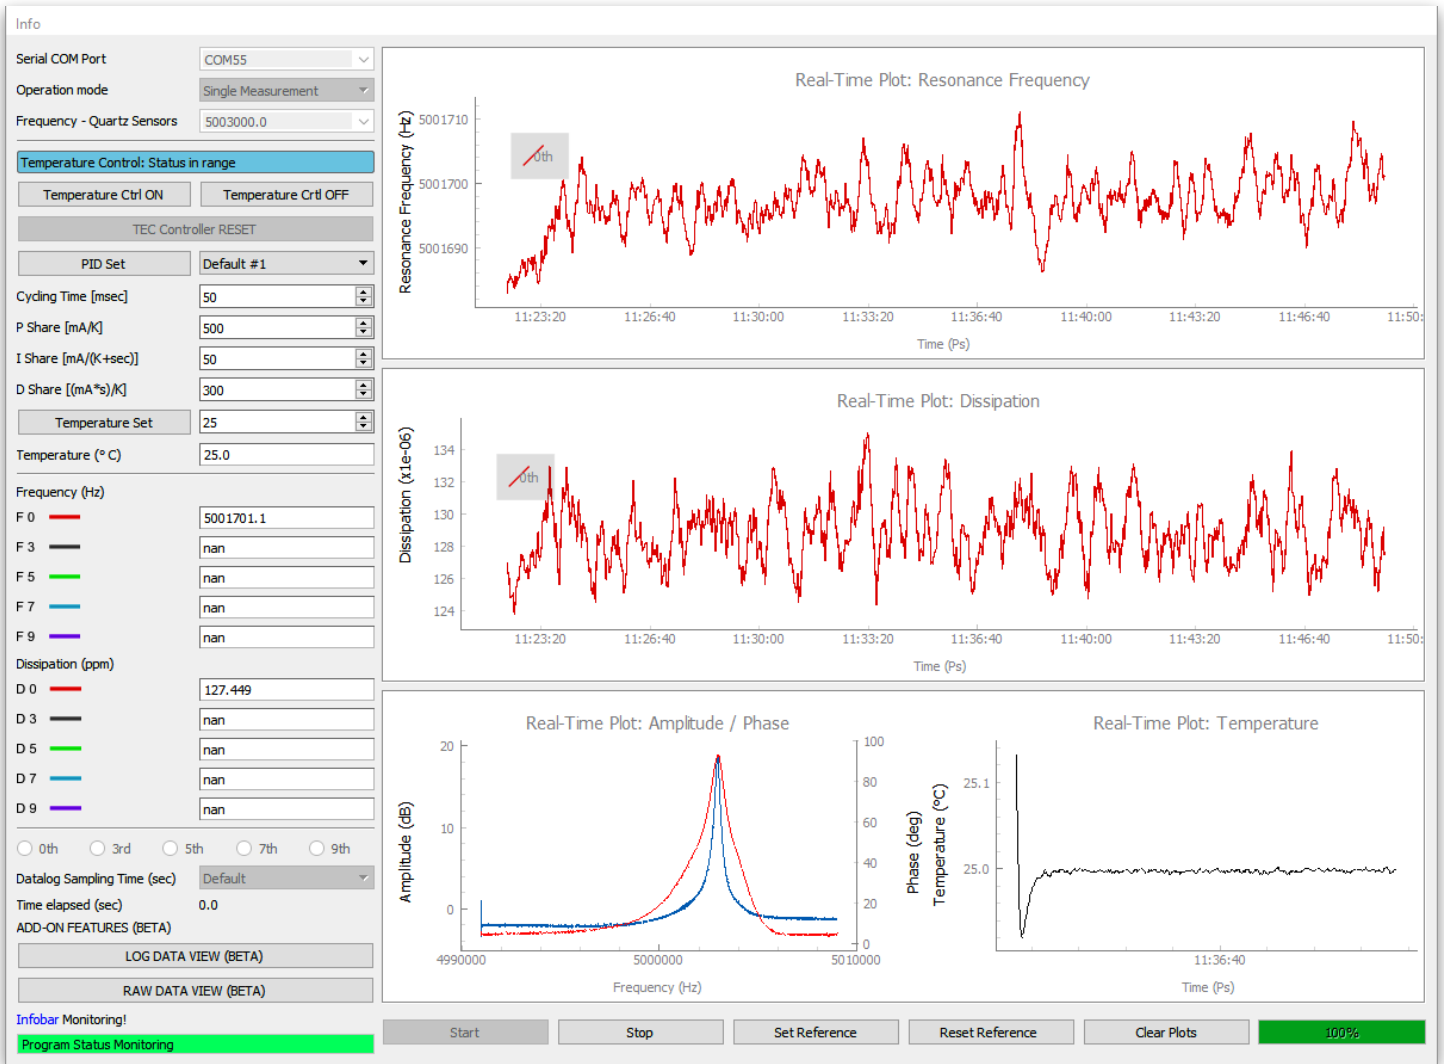 Info
Serial COM Port COM55
Operation mode Single Measurement
Frequency - Quartz Sensors 5003000.0
Temperature Control: Status in range
Temperature Ctrl ON Temperature Crtl OFF
TEC Controller RESET
PID Set Default #1
Cycling Time [msec] 50
P Share [mA/K] 500
I Share [mA/(K+sec)] 50
D Share [(mA*s)/K] 300
Temperature Set 25
Temperature (° C) 25.0
Frequency (Hz)
F 0 5001701.1
F 3 nan
F 5 nan
F 7 nan
F 9 nan
Dissipation (ppm)
D 0 127.449
D 3 nan
D 5 nan
D 7 nan
D 9 nan
0th 3rd 5th 7th 9th
Datalog Sampling Time (sec) Default
Time elapsed (sec) 0.0
ADD-ON FEATURES (BETA)
LOG DATA VIEW (BETA)
RAW DATA VIEW (BETA)
Infobar Monitoring!
Program Status Monitoring
Real-Time Plot: Resonance Frequency
Resonance Frequency (Hz)
5001710
5001700
5001690
0th
11:23:20 11:26:40 11:30:00 11:33:20 11:36:40 11:40:00 11:43:20 11:46:40 11:50:
Time (Ps)
Real-Time Plot: Dissipation
Dissipation (x1e-06)
134
132
130
128
126
124
0th
11:23:20 11:26:40 11:30:00 11:33:20 11:36:40 11:40:00 11:43:20 11:46:40 11:50:
Time (Ps)
Real-Time Plot: Amplitude / Phase
Amplitude (dB)
20
10
0
100
80
60
40
20
0
Phase (deg)
4990000 5000000 5010000
Frequency (Hz)
Real-Time Plot: Temperature
Temperature (°C)
25.1
25.0
11:36:40
Time (Ps)
Start Stop Set Reference Reset Reference Clear Plots 100%